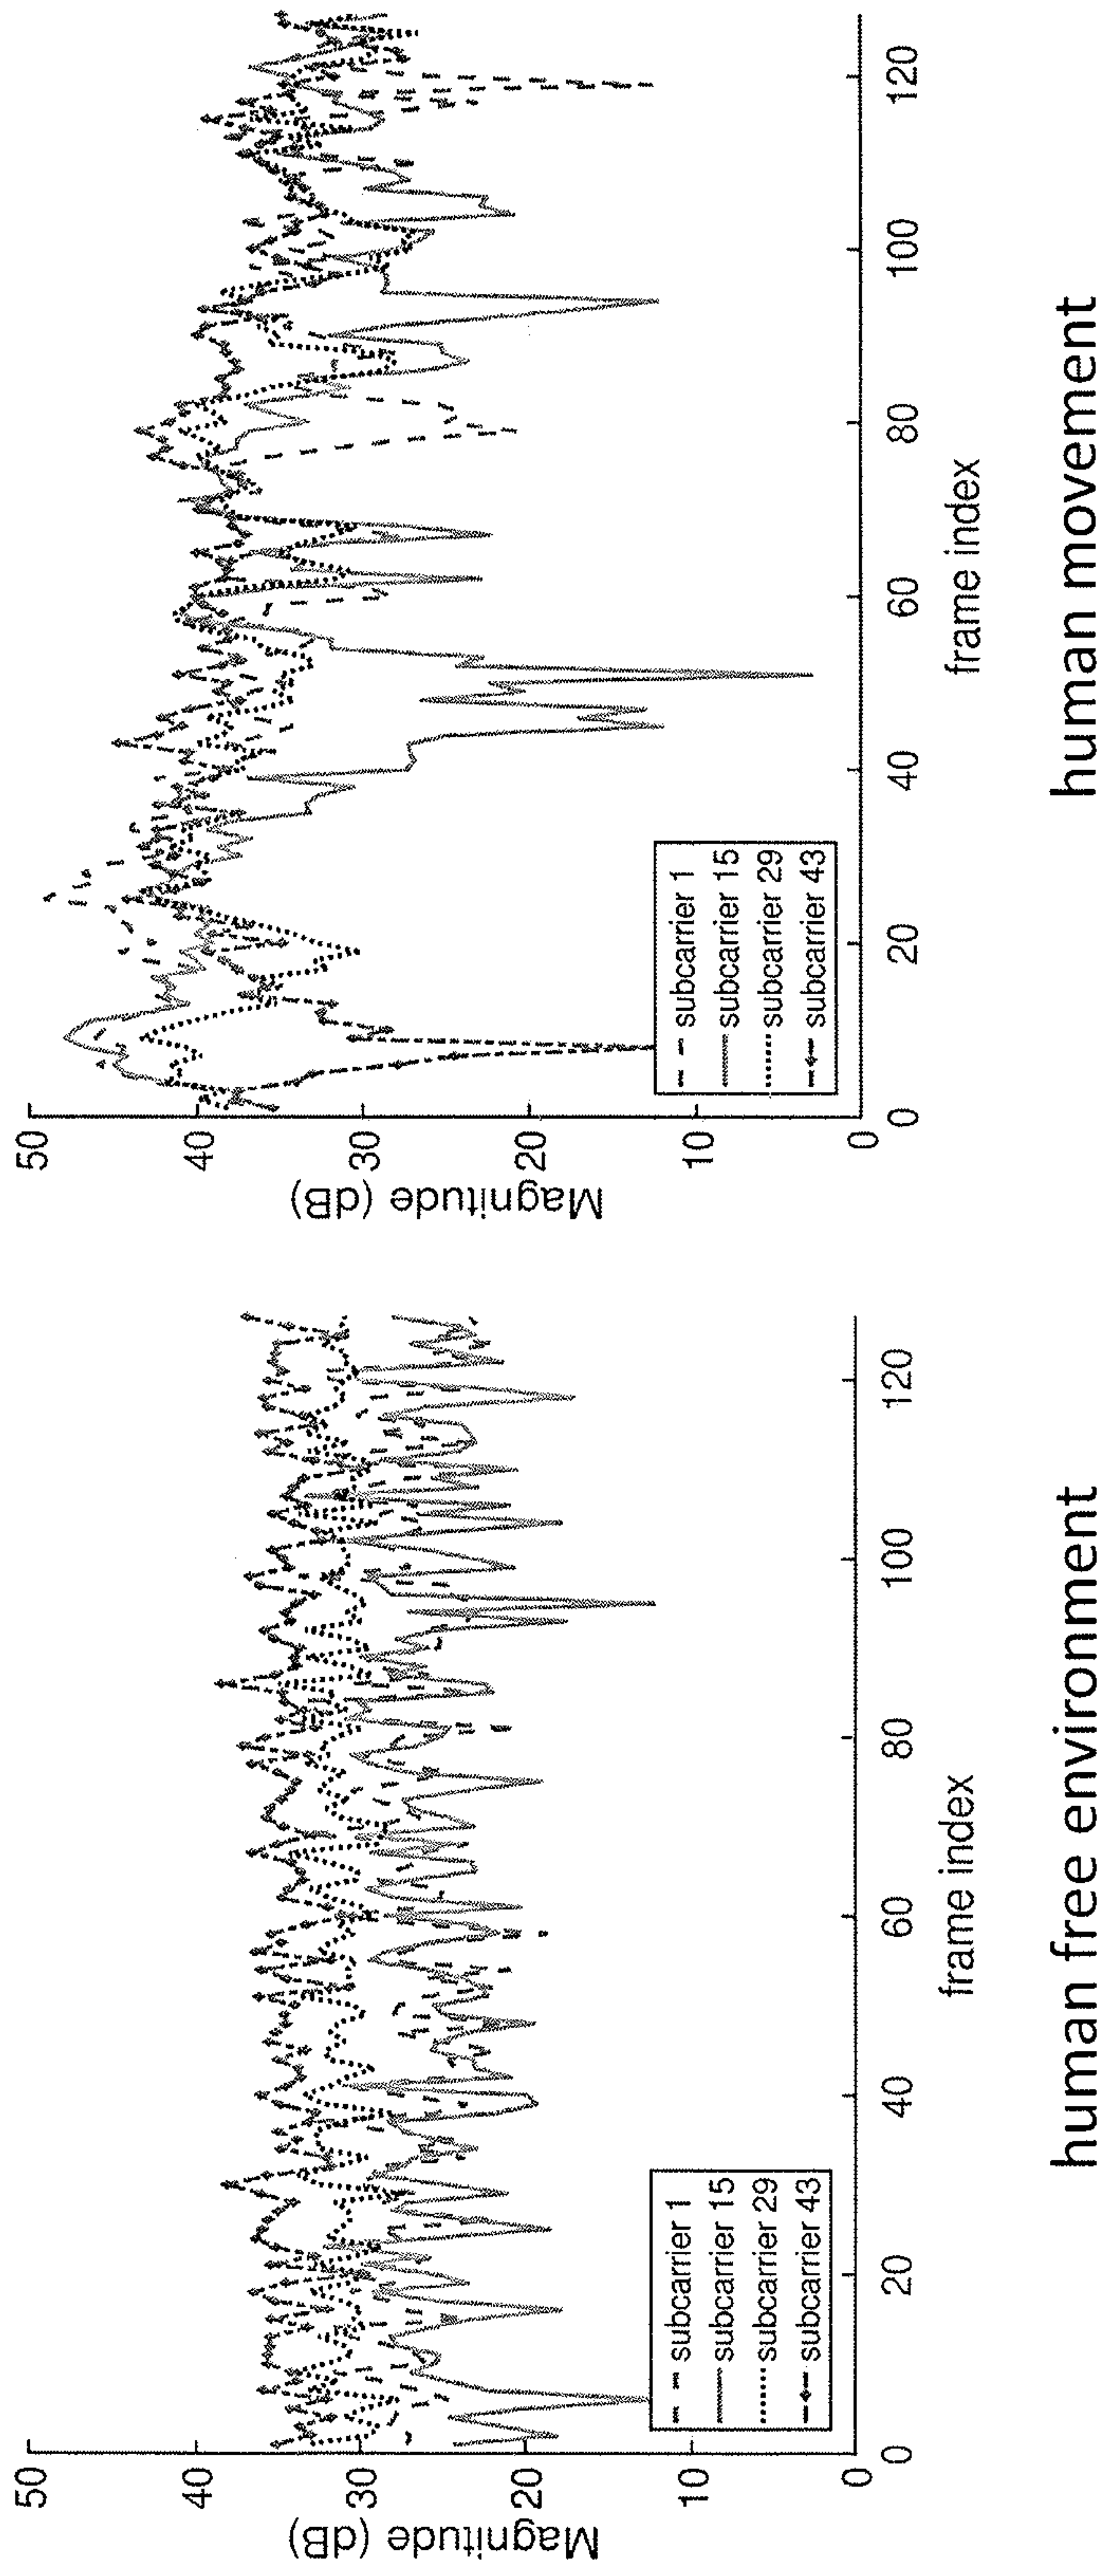 50
40
30
20
10
0
Magnitude (dB)
subcarrier 1
subcarrier 15
subcarrier 29
subcarrier 43
0
20
40
60
80
100
120
frame index
human free environment
50
40
30
20
10
0
Magnitude (dB)
subcarrier 1
subcarrier 15
subcarrier 29
subcarrier 43
0
20
40
60
80
100
120
frame index
human movement